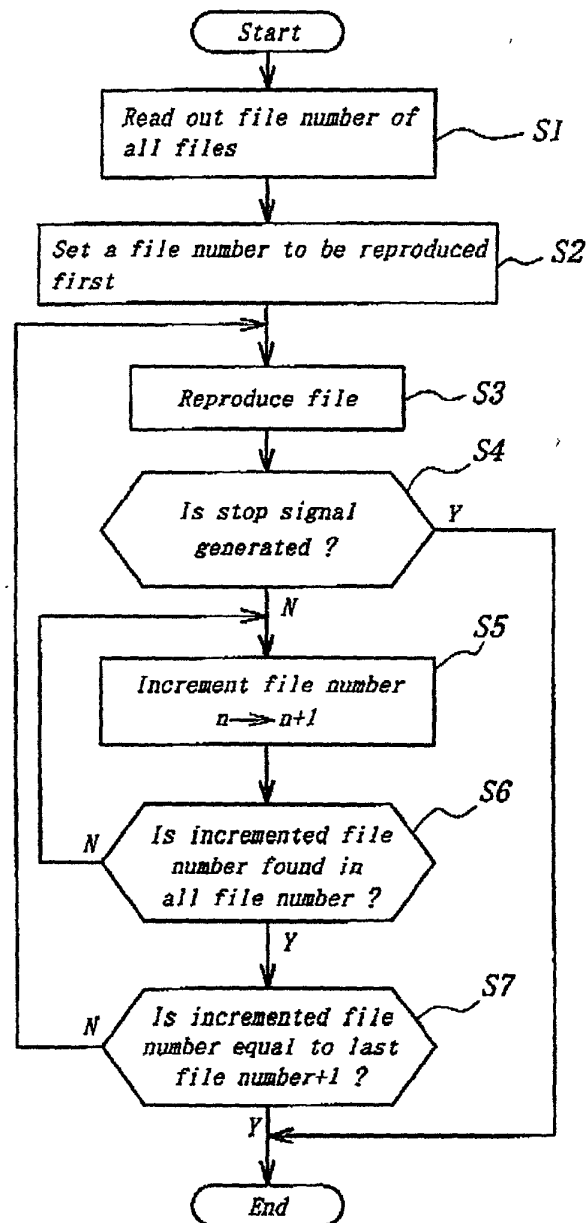 Start
Read out file number of
all files
S1
Set a file number to be reproduced
first
S2
Reproduce file
S3
S4
Is stop signal
generated ?
Y
N
S5
Increment file number
n→n+1
S6
Is incremented file
number found in
all file number ?
N
Y
S7
Is incremented file
number equal to last
file number+1 ?
N
Y
End